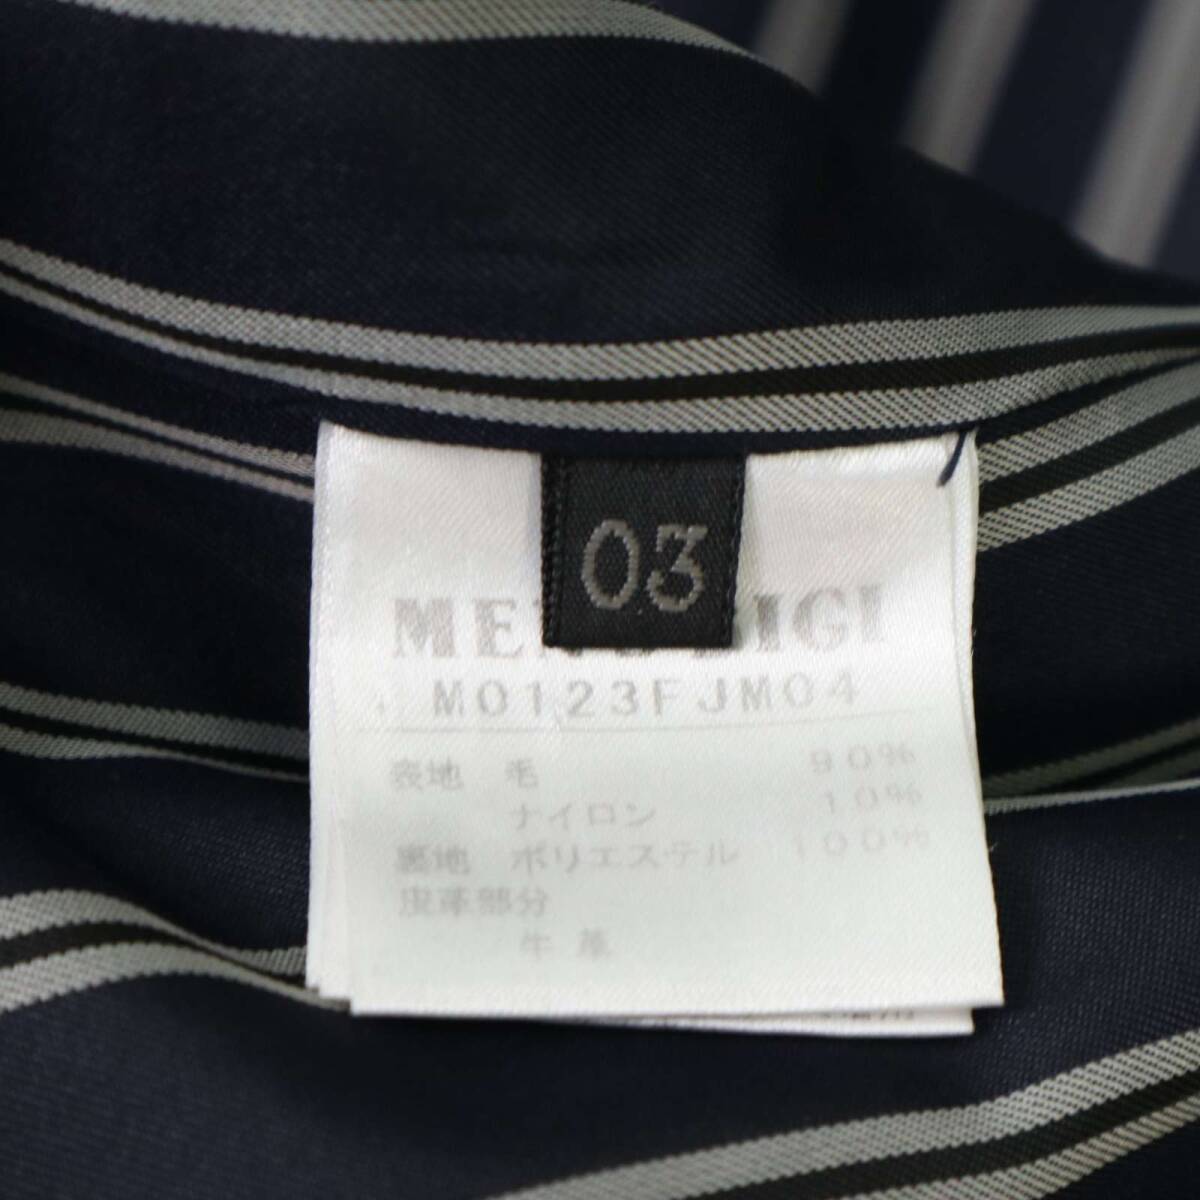 03
M0123FJM04
表地 毛 90%
ナイロン 10%
裏地 ポリエステル 100%
皮革部分
牛革